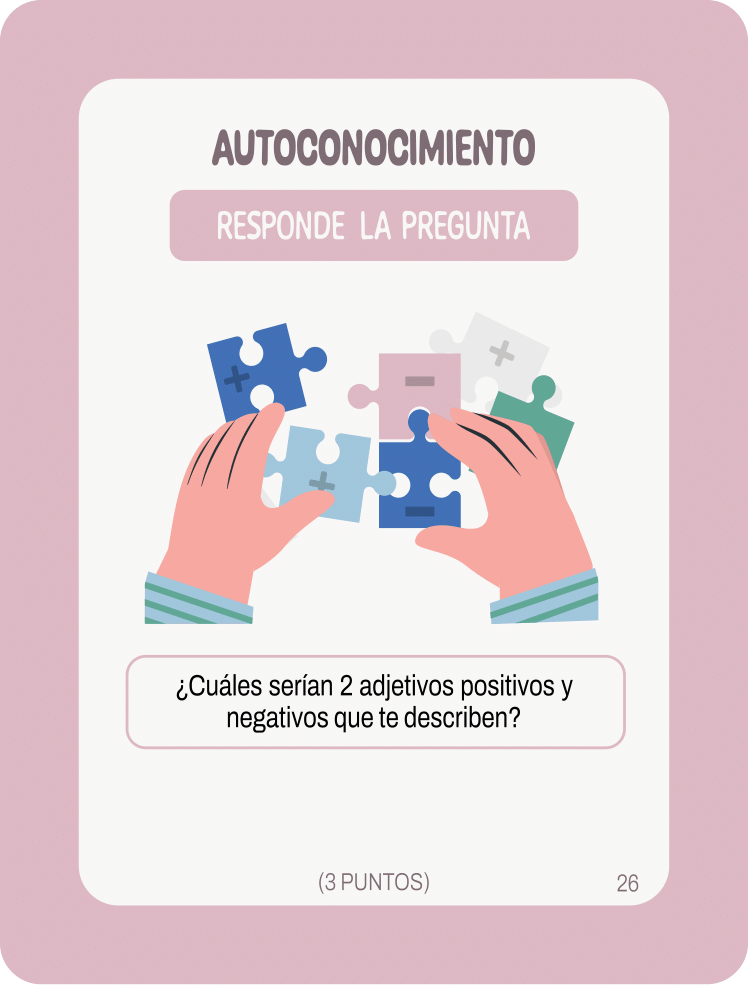 AUTOCONOCIMIENTO
RESPONDE LA PREGUNTA
¿Cuáles serían 2 adjetivos positivos y
negativos que te describen?
(3 PUNTOS)
26